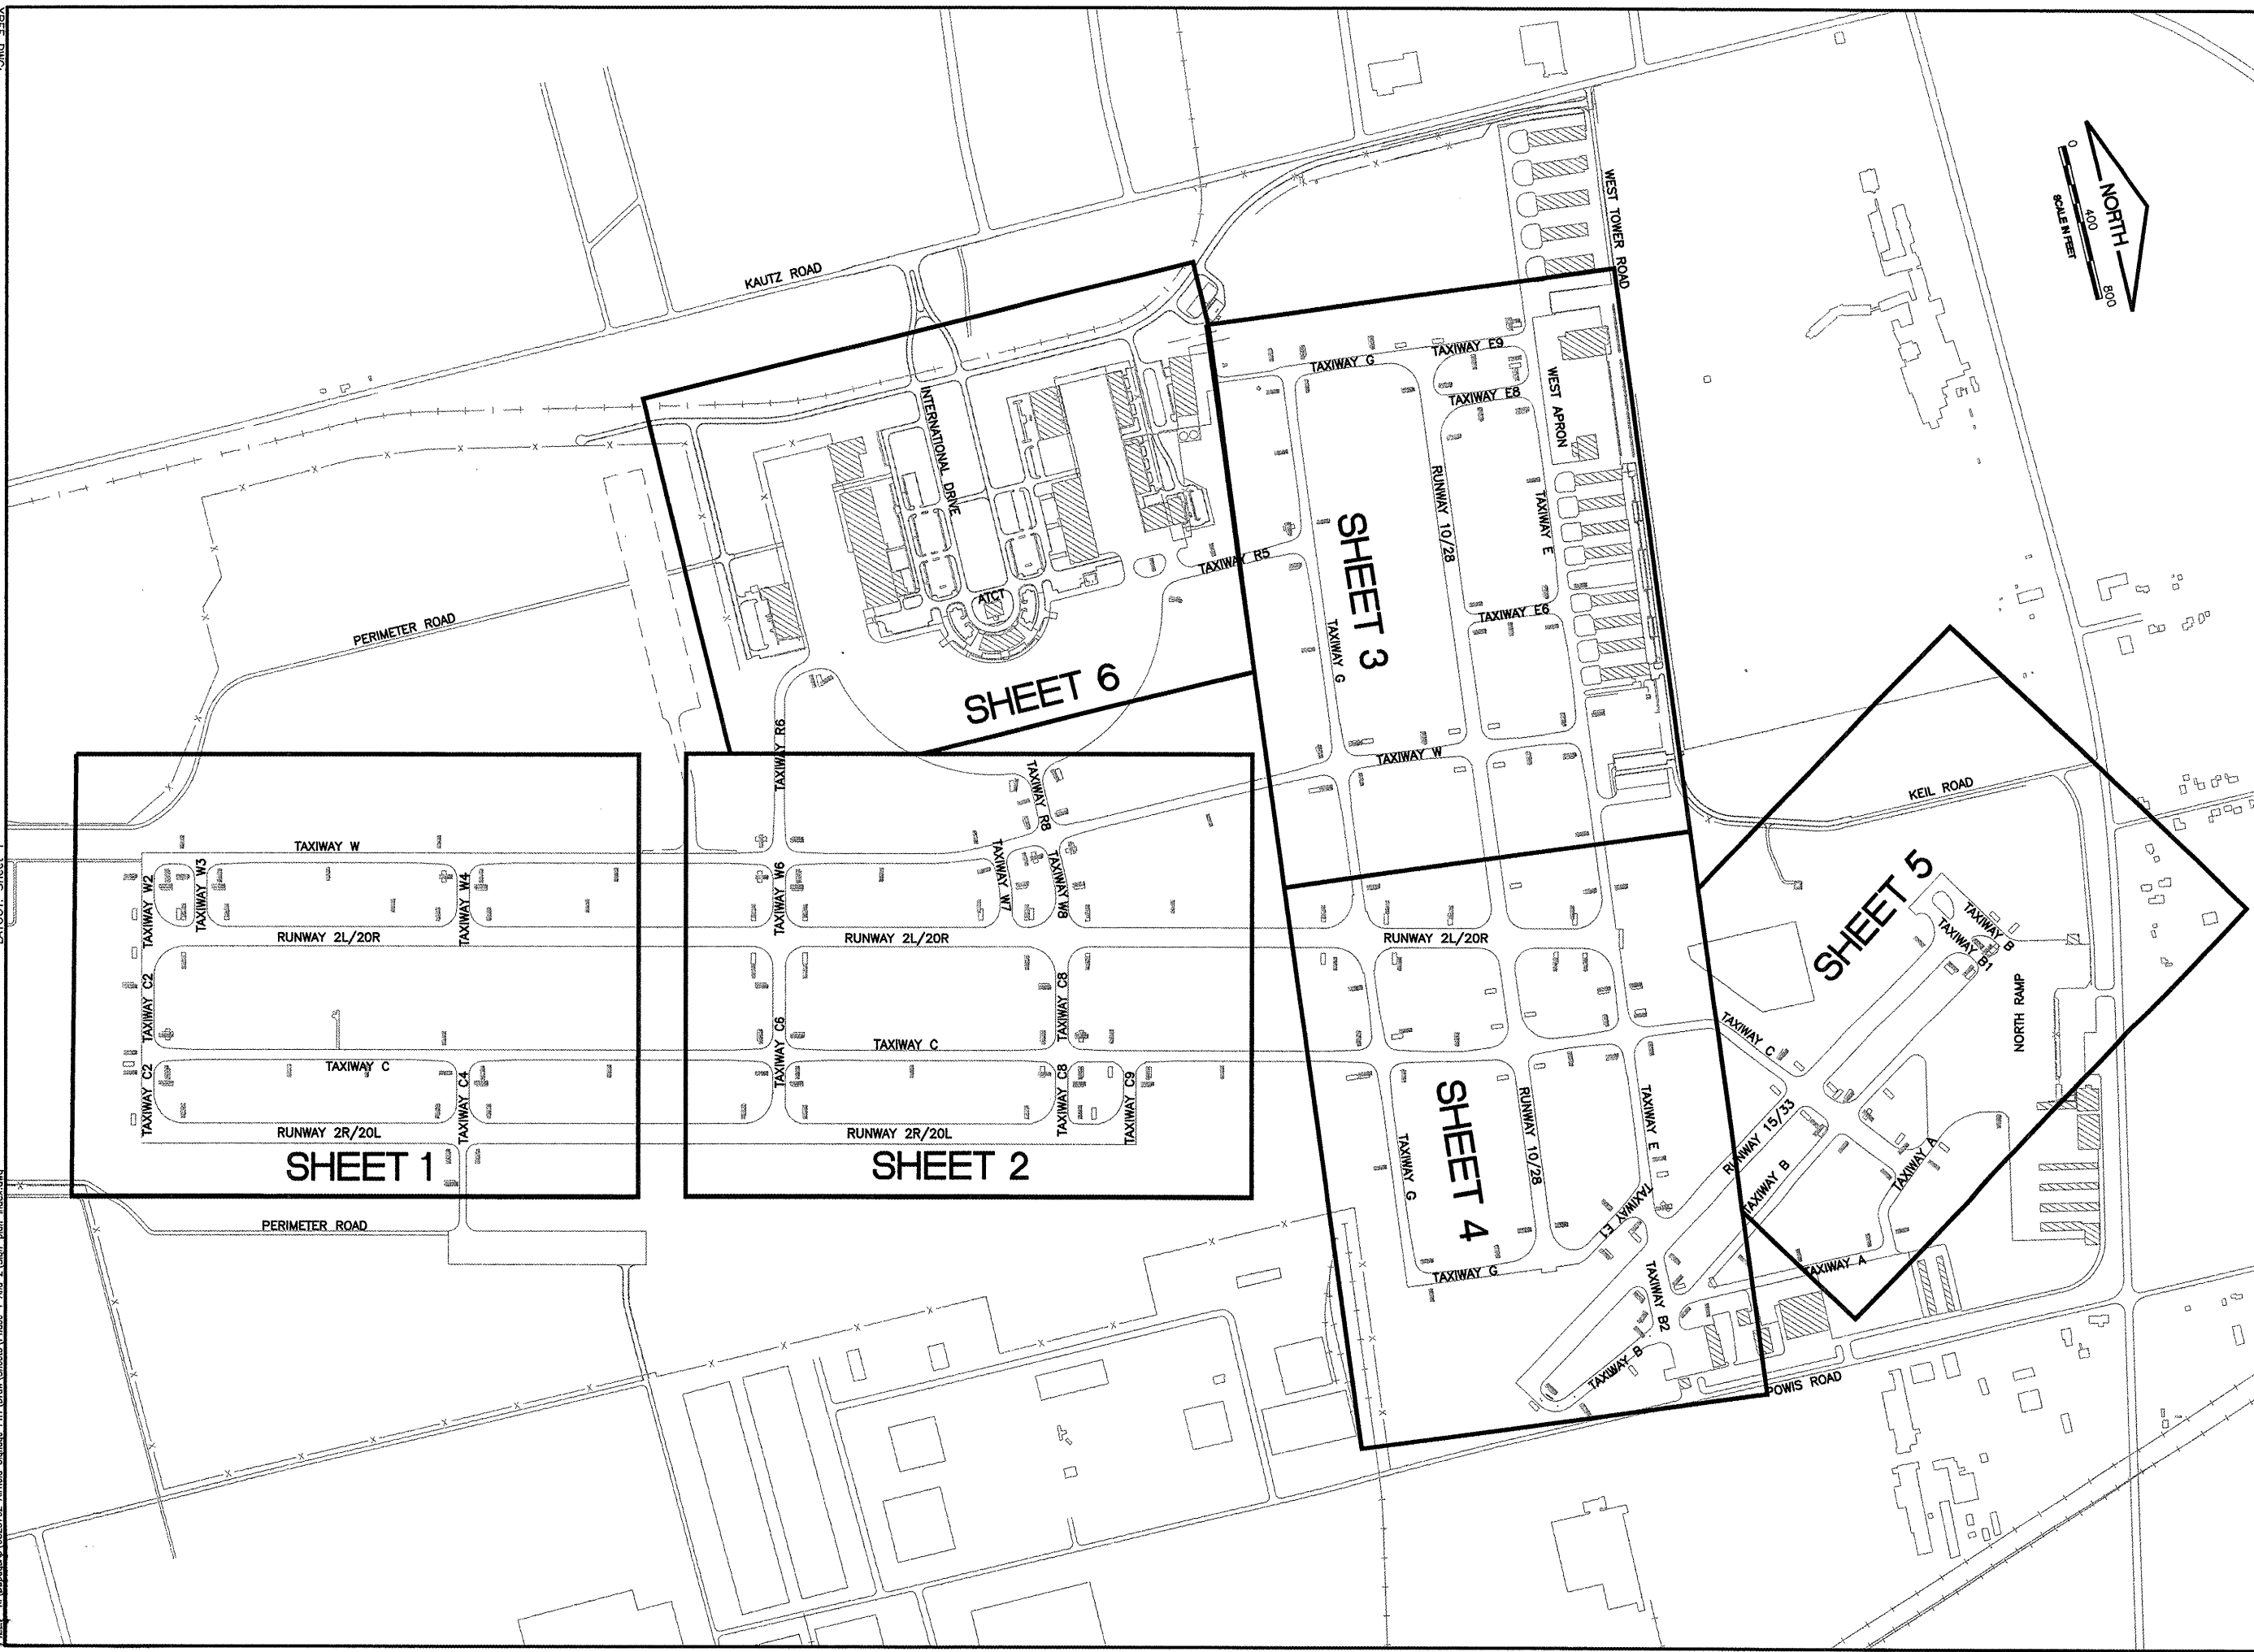 XREF DWG:
NORTH
0 400 800
SCALE IN FEET
WEST TOWER ROAD
KAUTZ ROAD
TAXIWAY G
TAXIWAY E9
TAXIWAY E8
WEST APRON
INTERNATIONAL DRIVE
RUNWAY 10/28
TAXIWAY E
SHEET 3
TAXIWAY R5
ATCT
TAXIWAY E6
TAXIWAY G
PERIMETER ROAD
SHEET 6
TAXIWAY R6
TAXIWAY W
TAXIWAY R8
KEIL ROAD
TAXIWAY W
TAXIWAY W2
TAXIWAY W3
TAXIWAY W4
TAXIWAY W6
TAXIWAY W7
TAXIWAY W8
SHEET 5
TAXIWAY B
TAXIWAY B1
RUNWAY 2L/20R
RUNWAY 2L/20R
RUNWAY 2L/20R
NORTH RAMP
TAXIWAY C2
TAXIWAY C6
TAXIWAY C8
TAXIWAY C
TAXIWAY C
TAXIWAY C
TAXIWAY C2
TAXIWAY C4
TAXIWAY C8
TAXIWAY C9
RUNWAY 2R/20L
RUNWAY 2R/20L
SHEET 1
SHEET 2
TAXIWAY G
SHEET 4
RUNWAY 10/28
TAXIWAY E
RUNWAY 15/33
TAXIWAY B
TAXIWAY A
TAXIWAY E1
PERIMETER ROAD
TAXIWAY G
TAXIWAY B2
TAXIWAY A
TAXIWAY B
POWIS ROAD